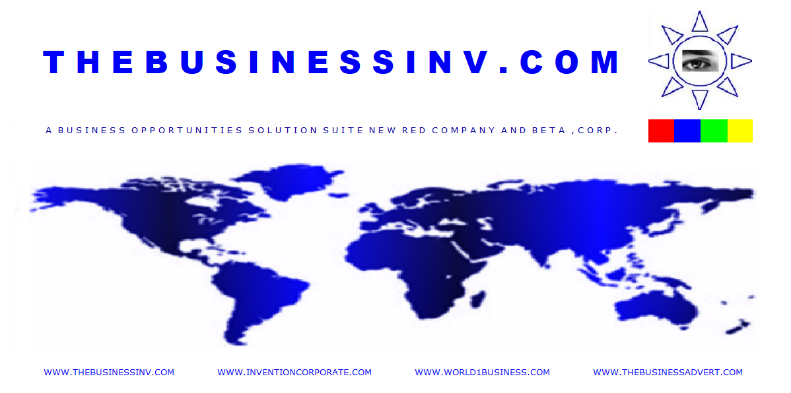 THEBUSINESSINV.COM
A BUSINESS OPPORTUNITIES SOLUTION SUITE NEW RED COMPANY AND BETA ,CORP.
WWW.THEBUSINESSINV.COM WWW.INVENTIONCORPORATE.COM WWW.WORLD1BUSINESS.COM WWW.THEBUSINESSADVERT.COM